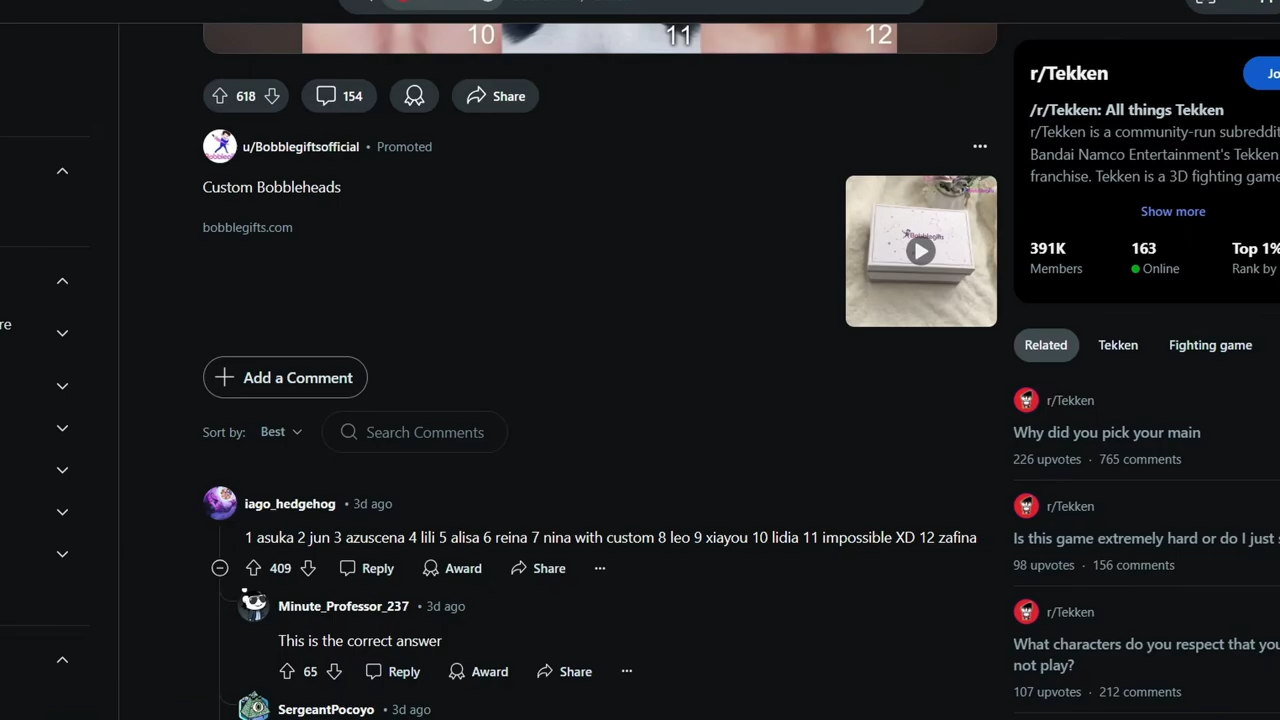 10 11 12
618 154 Share
u/Bobblegiftsofficial • Promoted
Custom Bobbleheads
bobblegifts.com
Bobblegifts
Add a Comment
Sort by: Best Search Comments
iago_hedgehog • 3d ago
1 asuka 2 jun 3 azuscena 4 lili 5 alisa 6 reina 7 nina with custom 8 leo 9 xiayou 10 lidia 11 impossible XD 12 zafina
409 Reply Award Share
Minute_Professor_237 • 3d ago
This is the correct answer
65 Reply Award Share
SergeantPocoyo • 3d ago
re
r/Tekken
Jo
/r/Tekken: All things Tekken
r/Tekken is a community-run subreddit
Bandai Namco Entertainment's Tekken
franchise. Tekken is a 3D fighting game
Show more
391K 163 Top 1%
Members Online Rank by
Related Tekken Fighting game
r/Tekken
Why did you pick your main
226 upvotes · 765 comments
r/Tekken
Is this game extremely hard or do I just s
98 upvotes · 156 comments
r/Tekken
What characters do you respect that you
not play?
107 upvotes · 212 comments